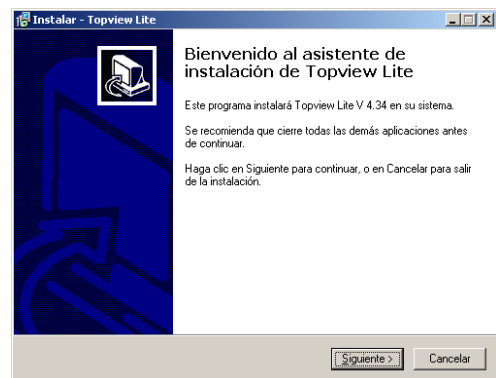 Instalar - Topview Lite
Bienvenido al asistente de
instalación de Topview Lite
Este programa instalará Topview Lite V 4.34 en su sistema.
Se recomienda que cierre todas las demás aplicaciones antes
de continuar.
Haga clic en Siguiente para continuar, o en Cancelar para salir
de la instalación.
Siguiente > Cancelar